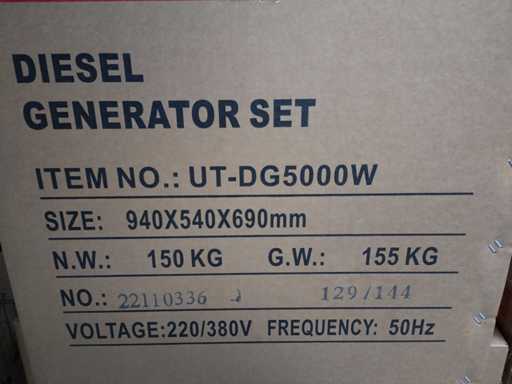 DIESEL
GENERATOR SET
ITEM NO.: UT-DG5000W
SIZE: 940X540X690mm
N.W.: 150 KG G.W.: 155 KG
NO.: 22110336 129/144
VOLTAGE:220/380V FREQUENCY: 50Hz